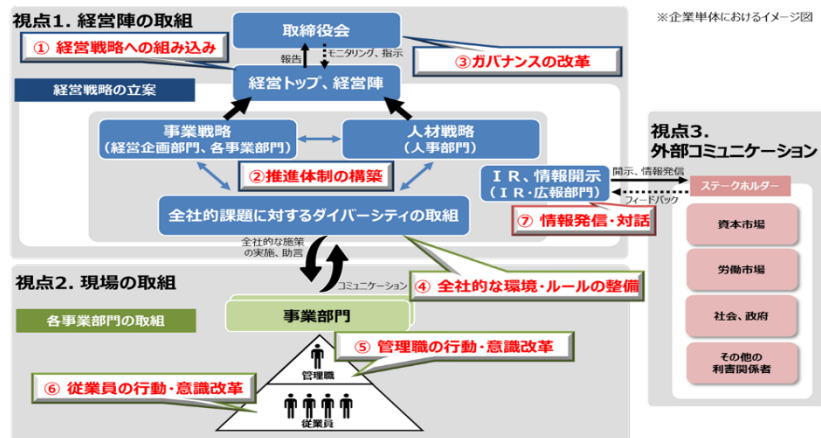 視点1. 経営陣の取組
※企業単体におけるイメージ図
取締役会
① 経営戦略への組み込み
報告
モニタリング、指示
③ガバナンスの改革
経営トップ、経営陣
経営戦略の立案
事業戦略
(経営企画部門、各事業部門)
人材戦略
(人事部門)
②推進体制の構築
全社的課題に対するダイバーシティの取組
ＩＲ、情報開示
(ＩＲ・広報部門)
⑦ 情報発信・対話
視点3.
外部コミュニケーション
開示、情報発信
フィードバック
ステークホルダー
資本市場
労働市場
社会、政府
その他の
利害関係者
全社的な施策
の実施、助言
コミュニケーション
④ 全社的な環境・ルールの整備
視点2. 現場の取組
各事業部門の取組
事業部門
⑤ 管理職の行動・意識改革
管理職
⑥ 従業員の行動・意識改革
従業員